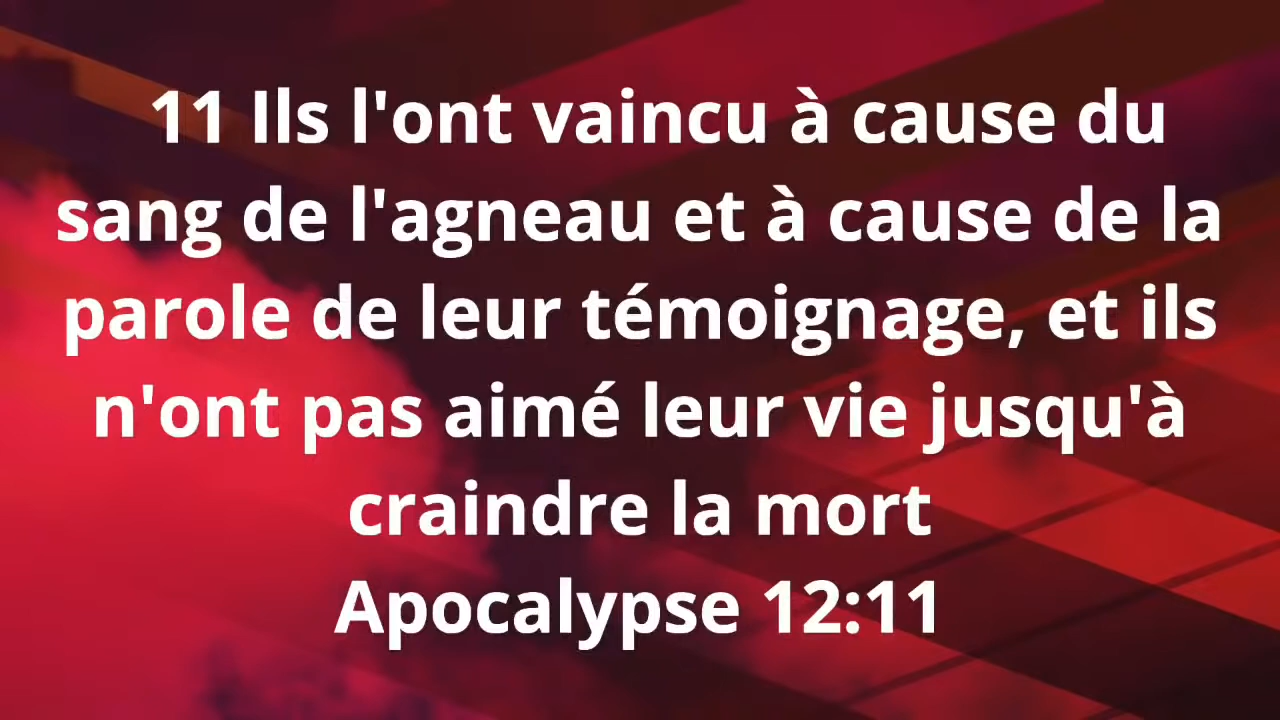 11 Ils l'ont vaincu à cause du
sang de l'agneau et à cause de la
parole de leur témoignage, et ils
n'ont pas aimé leur vie jusqu'à
craindre la mort
Apocalypse 12:11